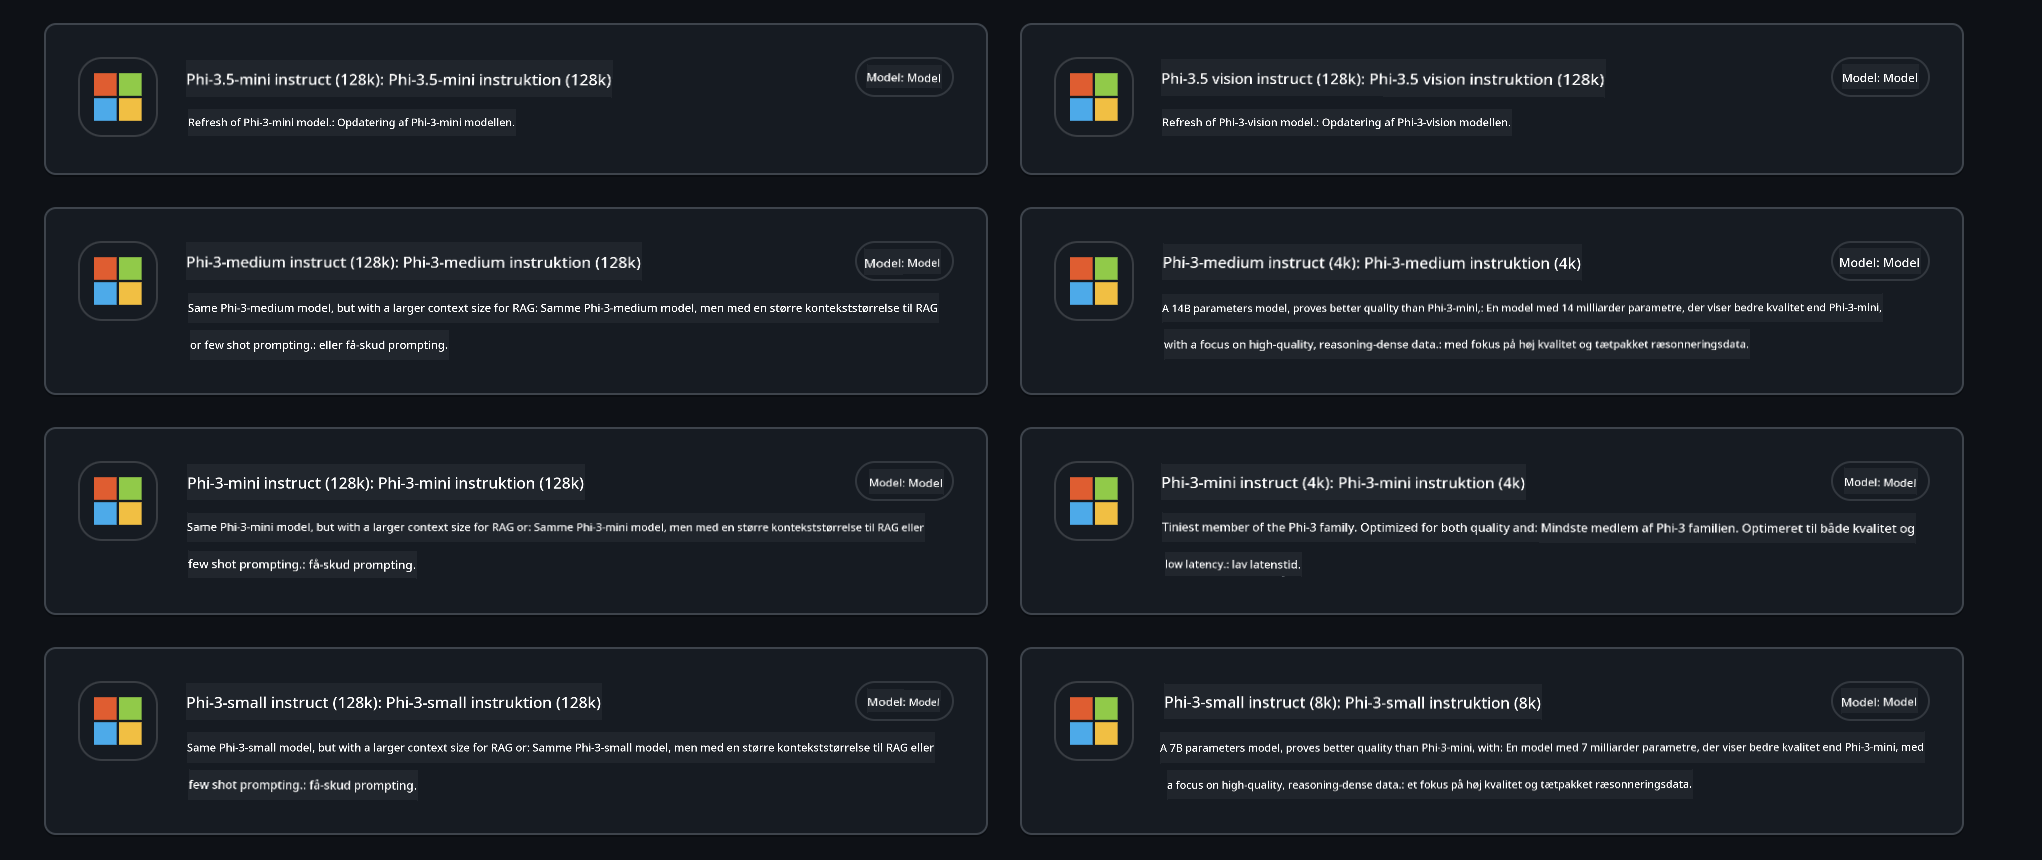 Phi-3.5-mini instruct (128k): Phi-3.5-mini instruktion (128k)
Model: Model
Refresh of Phi-3-mini model.: Opdatering af Phi-3-mini modellen.
Phi-3.5 vision instruct (128k): Phi-3.5 vision instruktion (128k)
Model: Model
Refresh of Phi-3-vision model.: Opdatering af Phi-3-vision modellen.
Phi-3-medium instruct (128k): Phi-3-medium instruktion (128k)
Model: Model
Same Phi-3-medium model, but with a larger context size for RAG: Samme Phi-3-medium model, men med en større kontekststørrelse til RAG
or few shot prompting.: eller få-skud prompting.
Phi-3-medium instruct (4k): Phi-3-medium instruktion (4k)
Model: Model
A 14B parameters model, proves better quality than Phi-3-mini,: En model med 14 milliarder parametre, der viser bedre kvalitet end Phi-3-mini,
with a focus on high-quality, reasoning-dense data.: med fokus på høj kvalitet og tætpakket ræsonneringsdata.
Phi-3-mini instruct (128k): Phi-3-mini instruktion (128k)
Model: Model
Same Phi-3-mini model, but with a larger context size for RAG or: Samme Phi-3-mini model, men med en større kontekststørrelse til RAG eller
few shot prompting.: få-skud prompting.
Phi-3-mini instruct (4k): Phi-3-mini instruktion (4k)
Model: Model
Tiniest member of the Phi-3 family. Optimized for both quality and: Mindste medlem af Phi-3 familien. Optimeret til både kvalitet og
low latency.: lav latenstid.
Phi-3-small instruct (128k): Phi-3-small instruktion (128k)
Model: Model
Same Phi-3-small model, but with a larger context size for RAG or: Samme Phi-3-small model, men med en større kontekststørrelse til RAG eller
few shot prompting.: få-skud prompting.
Phi-3-small instruct (8k): Phi-3-small instruktion (8k)
Model: Model
A 7B parameters model, proves better quality than Phi-3-mini, with: En model med 7 milliarder parametre, der viser bedre kvalitet end Phi-3-mini, med
a focus on high-quality, reasoning-dense data.: et fokus på høj kvalitet og tætpakket ræsonneringsdata.